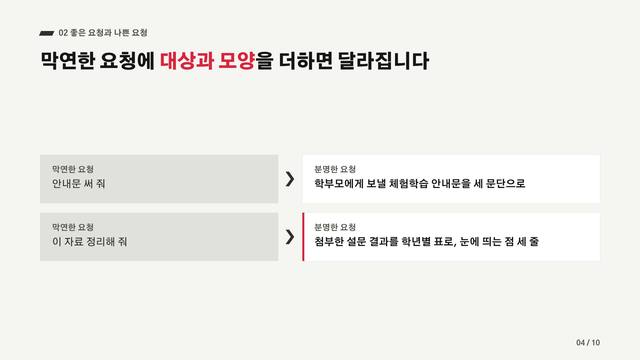 02 좋은 요청과 나쁜 요청
막연한 요청에 대상과 모양을 더하면 달라집니다
막연한 요청
안내문 써 줘
분명한 요청
학부모에게 보낼 체험학습 안내문을 세 문단으로
막연한 요청
이 자료 정리해 줘
분명한 요청
첨부한 설문 결과를 학년별 표로, 눈에 띄는 점 세 줄
04 / 10